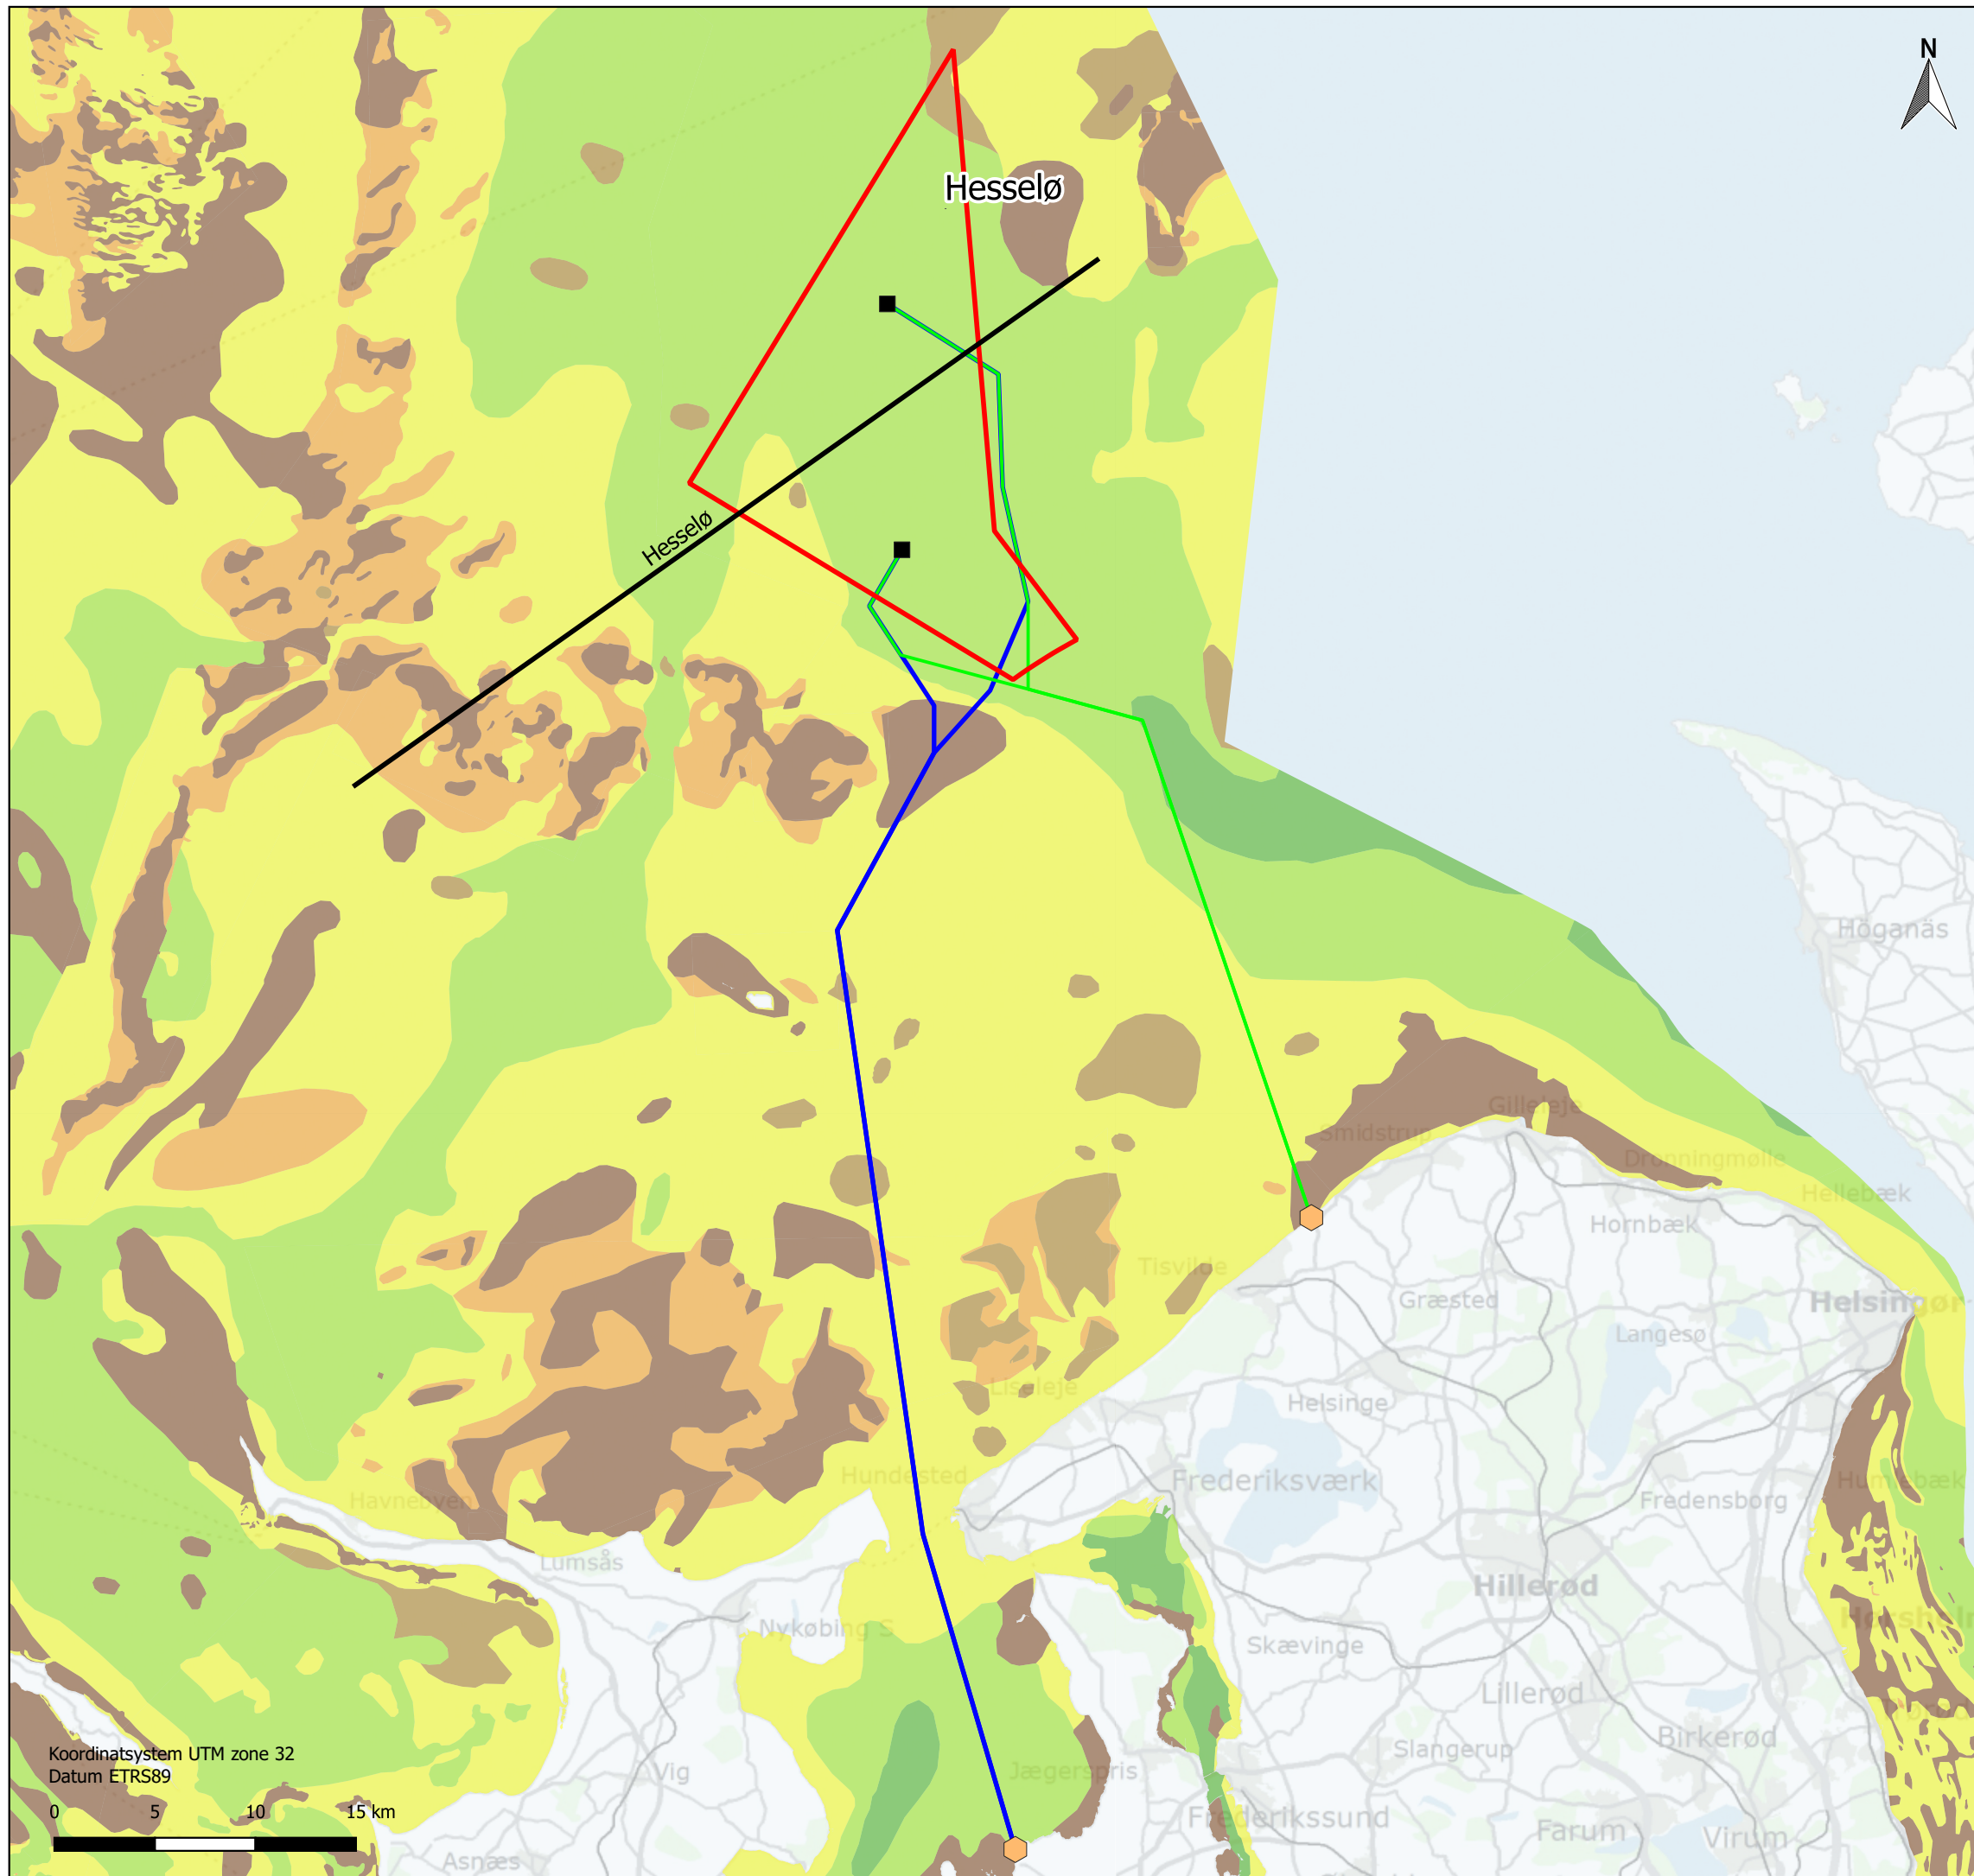 N
Hesselø
Hesselø
Höganäs
Gilleleje
Smidstrup
Dronningmølle
Hellebæk
Hornbæk
Tisvilde
Græsted
Helsingør
Langesø
Liseleje
Helsinge
Hundested
Frederiksværk
Humlebæk
Havnebyen
Fredensborg
Lumsås
Hillerød
Nykøbing S
Skævinge
Lillerød
Birkerød
Koordinatsystem UTM zone 32
Slangerup
Datum ETRS89
Vig
Jægerspris
0 5 10 15 km
Frederikssund
Farum
Virum
Asnæs